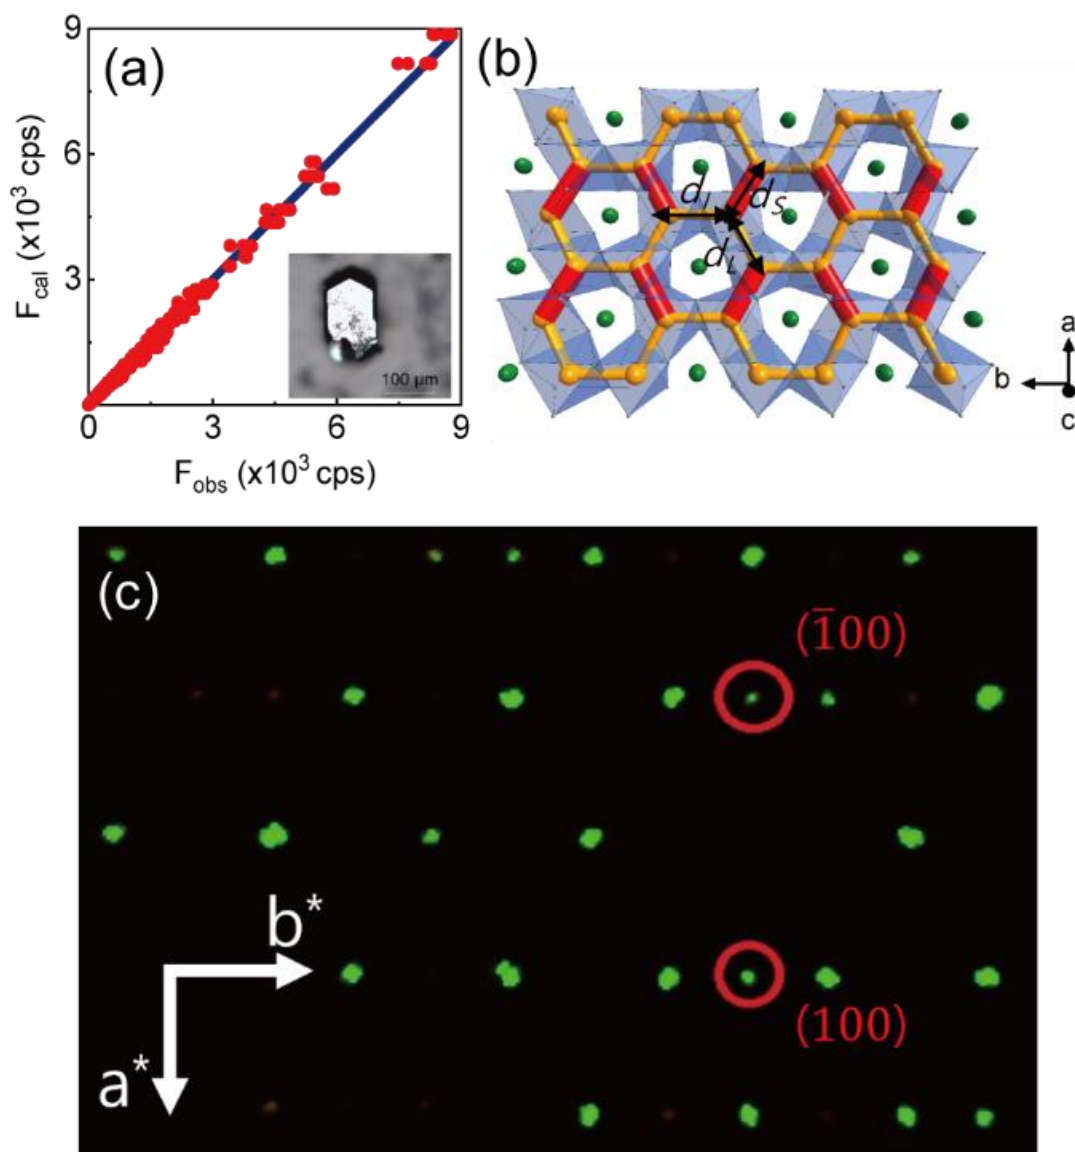 (a)
9
6
3
0
3
6
9
F_cal (x10³ cps)
F_obs (x10³ cps)
100 μm
(b)
d_I
d_S
d_L
a
b
c
(c)
(1̅00)
b*
(100)
a*